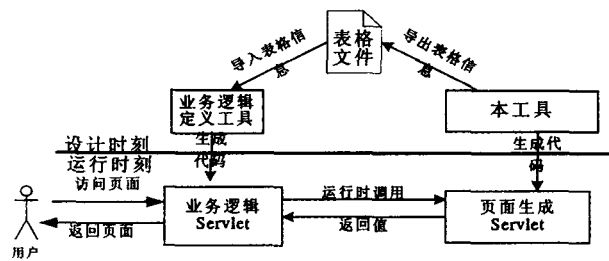 表格
文件
导入表格信
息
导出表格信
息
业务逻辑
定义工具
本工具
设计时刻
生成
代码
生成代
码
运行时刻
访问页面
业务逻辑
Servlet
运行时调用
页面生成
Servlet
返回页面
返回值
用户